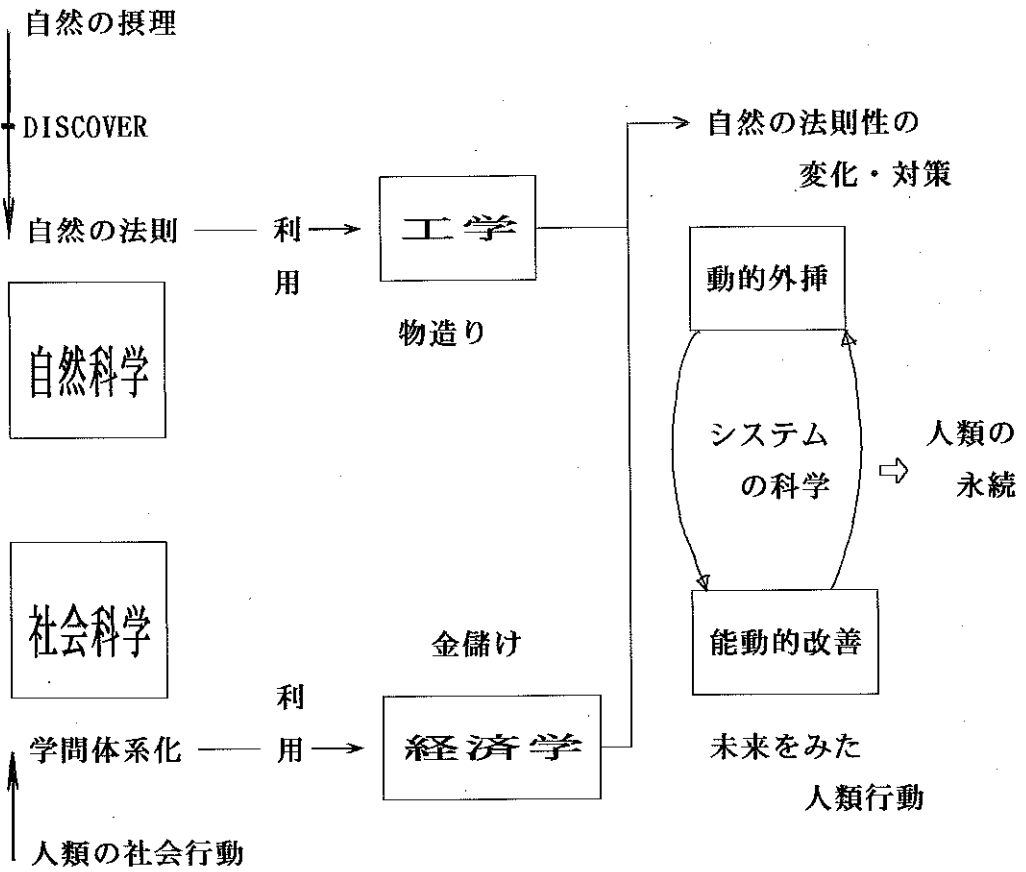 自然の摂理
DISCOVER
自然の法則
利
用
工学
物造り
自然科学
社会科学
学問体系化
利
用
金儲け
経済学
人類の社会行動
自然の法則性の
変化・対策
動的外挿
システム
の科学
能動的改善
未来をみた
人類行動
人類の
永続